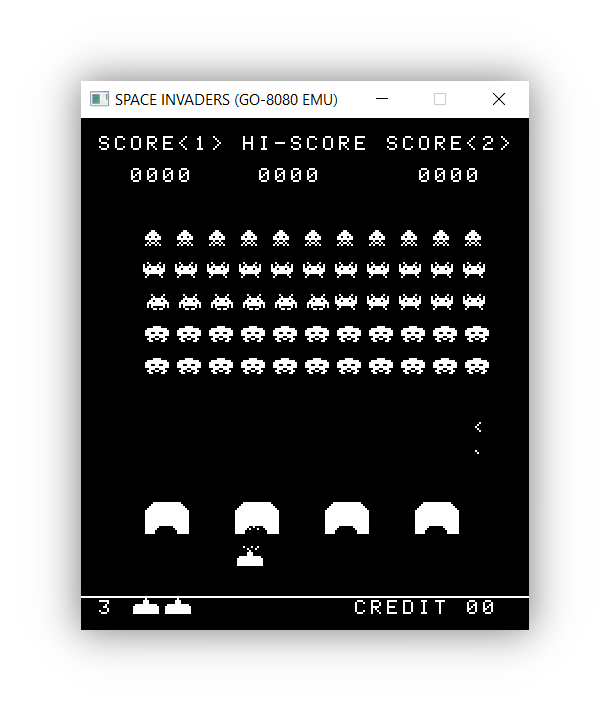 SPACE INVADERS (GO-8080 EMU)
SCORE<1> HI-SCORE SCORE<2>
0000 0000 0000
3 CREDIT 00